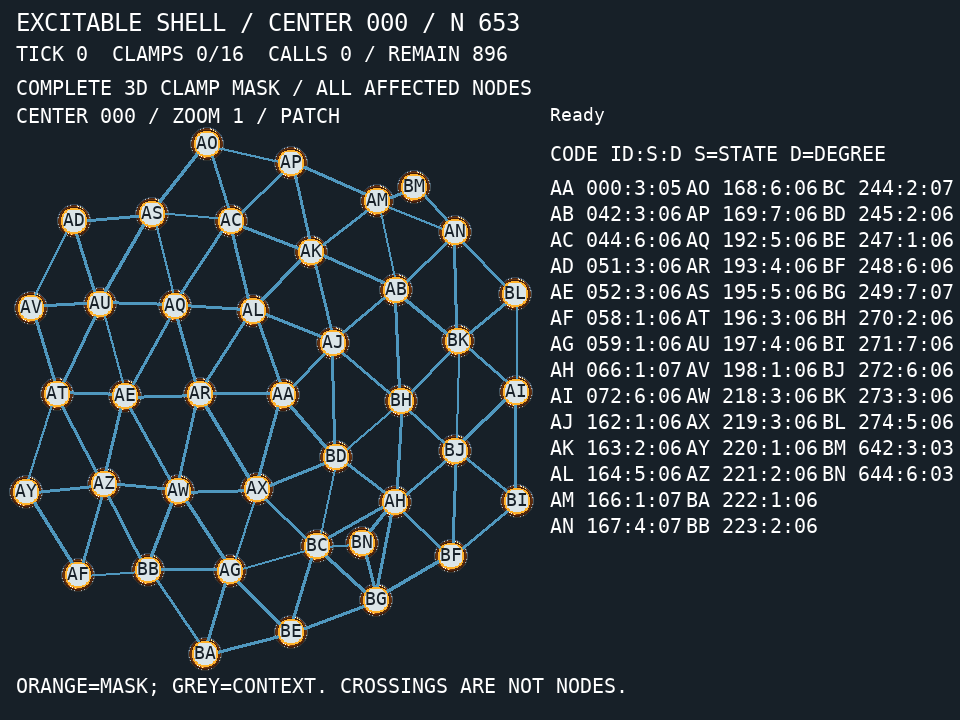 EXCITABLE SHELL / CENTER 000 / N 653
TICK 0  CLAMPS 0/16  CALLS 0 / REMAIN 896
COMPLETE 3D CLAMP MASK / ALL AFFECTED NODES
CENTER 000 / ZOOM 1 / PATCH
Ready
CODE ID:S:D S=STATE D=DEGREE
AA 000:3:05 AO 168:6:06 BC 244:2:07
AB 042:3:06 AP 169:7:06 BD 245:2:06
AC 044:6:06 AQ 192:5:06 BE 247:1:06
AD 051:3:06 AR 193:4:06 BF 248:6:06
AE 052:3:06 AS 195:5:06 BG 249:7:07
AF 058:1:06 AT 196:3:06 BH 270:2:06
AG 059:1:06 AU 197:4:06 BI 271:7:06
AH 066:1:07 AV 198:1:06 BJ 272:6:06
AI 072:6:06 AW 218:3:06 BK 273:3:06
AJ 162:1:06 AX 219:3:06 BL 274:5:06
AK 163:2:06 AY 220:1:06 BM 642:3:03
AL 164:5:06 AZ 221:2:06 BN 644:6:03
AM 166:1:07 BA 222:1:06
AN 167:4:07 BB 223:2:06
AO
AP
BM
AM
AD
AS
AC
AN
AK
AB
BL
AV
AU
AQ
AL
AJ
BK
AT
AE
AR
AA
BH
AI
BD
BJ
AY
AZ
AW
AX
AH
BI
BC
BN
BF
AF
BB
AG
BG
BE
BA
ORANGE=MASK; GREY=CONTEXT. CROSSINGS ARE NOT NODES.